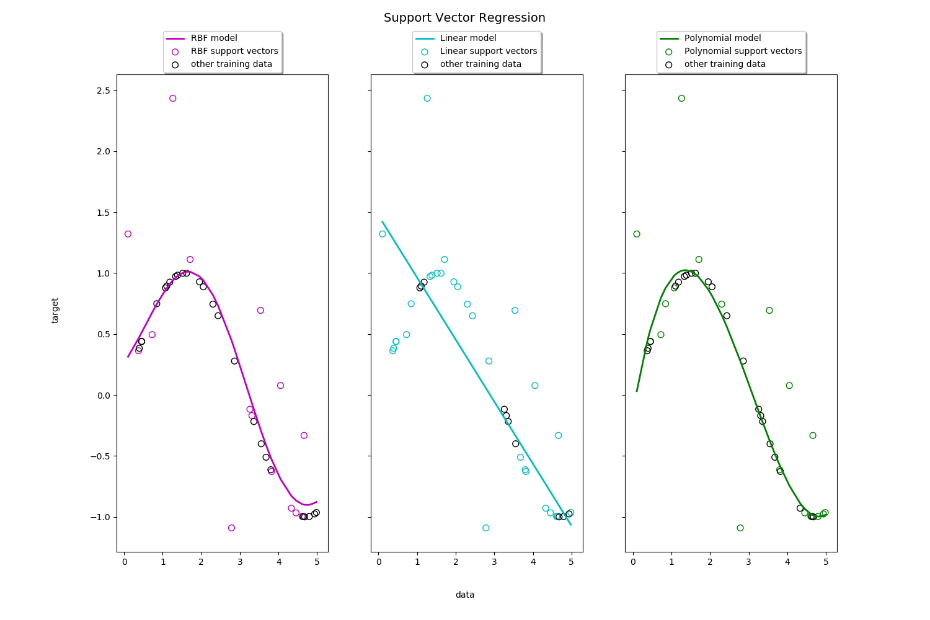 Support Vector Regression
RBF model
RBF support vectors
other training data
Linear model
Linear support vectors
other training data
Polynomial model
Polynomial support vectors
other training data
2.5
2.0
1.5
1.0
0.5
0.0
−0.5
−1.0
target
0 1 2 3 4 5
0 1 2 3 4 5
0 1 2 3 4 5
data